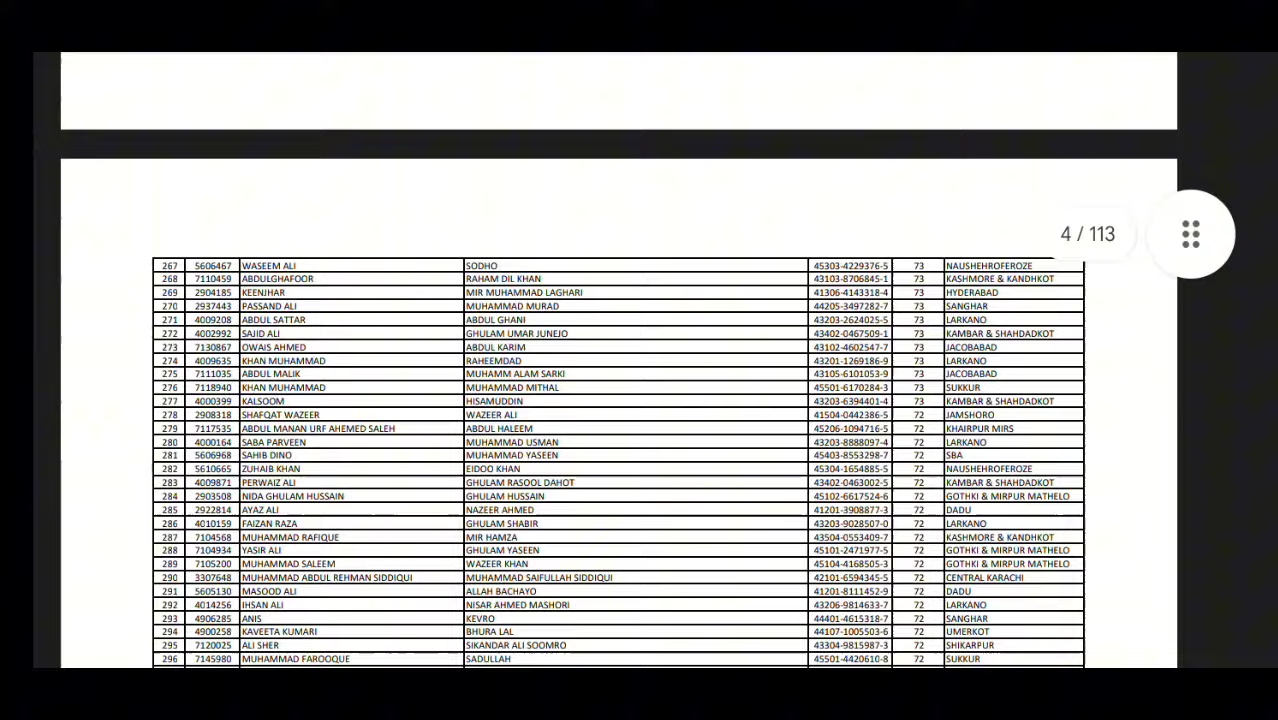 4 / 113
267 5606467 WASEEM ALI SODHO 45303-4229376-5 73 NAUSHEHROFEROZE
268 7110459 ABDULGHAFOOR RAHAM DIL KHAN 43103-8706845-1 73 KASHMORE & KANDHKOT
269 2904185 KEENJHAR MIR MUHAMMAD LAGHARI 41306-4143318-4 73 HYDERABAD
270 2937443 PASSAND ALI MUHAMMAD MURAD 44205-3497282-7 73 SANGHAR
271 4009208 ABDUL SATTAR ABDUL GHANI 43203-2624025-5 73 LARKANO
272 4002992 SAJID ALI GHULAM UMAR JUNEJO 43402-0467509-1 73 KAMBAR & SHAHDADKOT
273 7130867 OWAIS AHMED ABDUL KARIM 43102-4602547-7 73 JACOBABAD
274 4009635 KHAN MUHAMMAD RAHEEMDAD 43201-1269186-9 73 LARKANO
275 7111035 ABDUL MALIK MUHAMM ALAM SARKI 43105-6101053-9 73 JACOBABAD
276 7118940 KHAN MUHAMMAD MUHAMMAD MITHAL 45501-6170284-3 73 SUKKUR
277 4000399 KALSOOM HISAMUDDIN 43203-6394401-4 73 KAMBAR & SHAHDADKOT
278 2908318 SHAFQAT WAZEER WAZEER ALI 41504-0442386-5 72 JAMSHORO
279 7117535 ABDUL MANAN URF AHEMED SALEH ABDUL HALEEM 45206-1094716-5 72 KHAIRPUR MIRS
280 4000164 SABA PARVEEN MUHAMMAD USMAN 43203-8888097-4 72 LARKANO
281 5606968 SAHIB DINO MUHAMMAD YASEEN 45403-8553298-7 72 SBA
282 5610665 ZUHAIB KHAN EIDOO KHAN 45304-1654885-5 72 NAUSHEHROFEROZE
283 4009871 PERWAIZ ALI GHULAM RASOOL DAHOT 43402-0463002-5 72 KAMBAR & SHAHDADKOT
284 2903508 NIDA GHULAM HUSSAIN GHULAM HUSSAIN 45102-6617524-6 72 GOTHKI & MIRPUR MATHELO
285 2922814 AYAZ ALI NAZEER AHMED 41201-3908877-3 72 DADU
286 4010159 FAIZAN RAZA GHULAM SHABIR 43203-9028507-0 72 LARKANO
287 7104568 MUHAMMAD RAFIQUE MIR HAMZA 43504-0553409-7 72 KASHMORE & KANDHKOT
288 7104934 YASIR ALI GHULAM YASEEN 45101-2471977-5 72 GOTHKI & MIRPUR MATHELO
289 7105200 MUHAMMAD SALEEM WAZEER KHAN 45104-4168505-3 72 GOTHKI & MIRPUR MATHELO
290 3307648 MUHAMMAD ABDUL REHMAN SIDDIQUI MUHAMMAD SAIFULLAH SIDDIQUI 42101-6594345-5 72 CENTRAL KARACHI
291 5605130 MASOOD ALI ALLAH BACHAYO 41201-8111452-9 72 DADU
292 4014256 IHSAN ALI NISAR AHMED MASHORI 43206-9814633-7 72 LARKANO
293 4906285 ANIS KEVRO 44401-4615318-7 72 SANGHAR
294 4900258 KAVEETA KUMARI BHURA LAL 44107-1005503-6 72 UMERKOT
295 7120025 ALI SHER SIKANDAR ALI SOOMRO 43304-9815987-3 72 SHIKARPUR
296 7145980 MUHAMMAD FAROOQUE SADULLAH 45501-4420610-8 72 SUKKUR